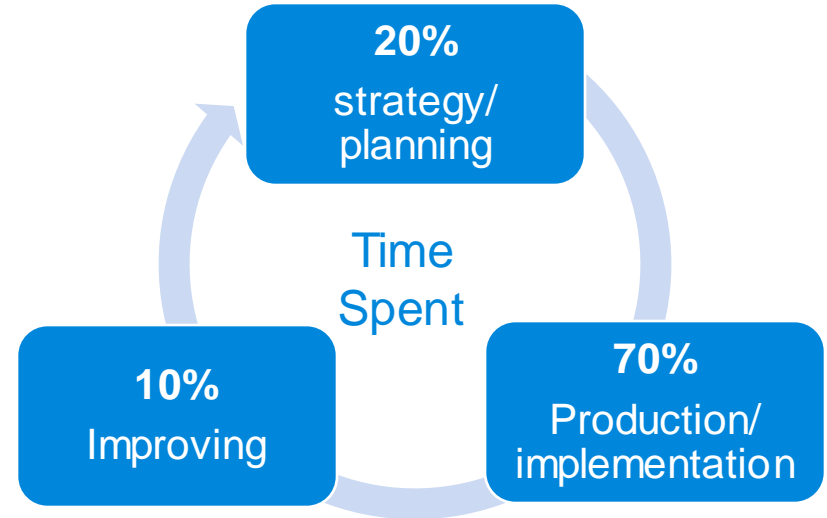 20%
strategy/
planning
Time
Spent
10%
Improving
70%
Production/
implementation